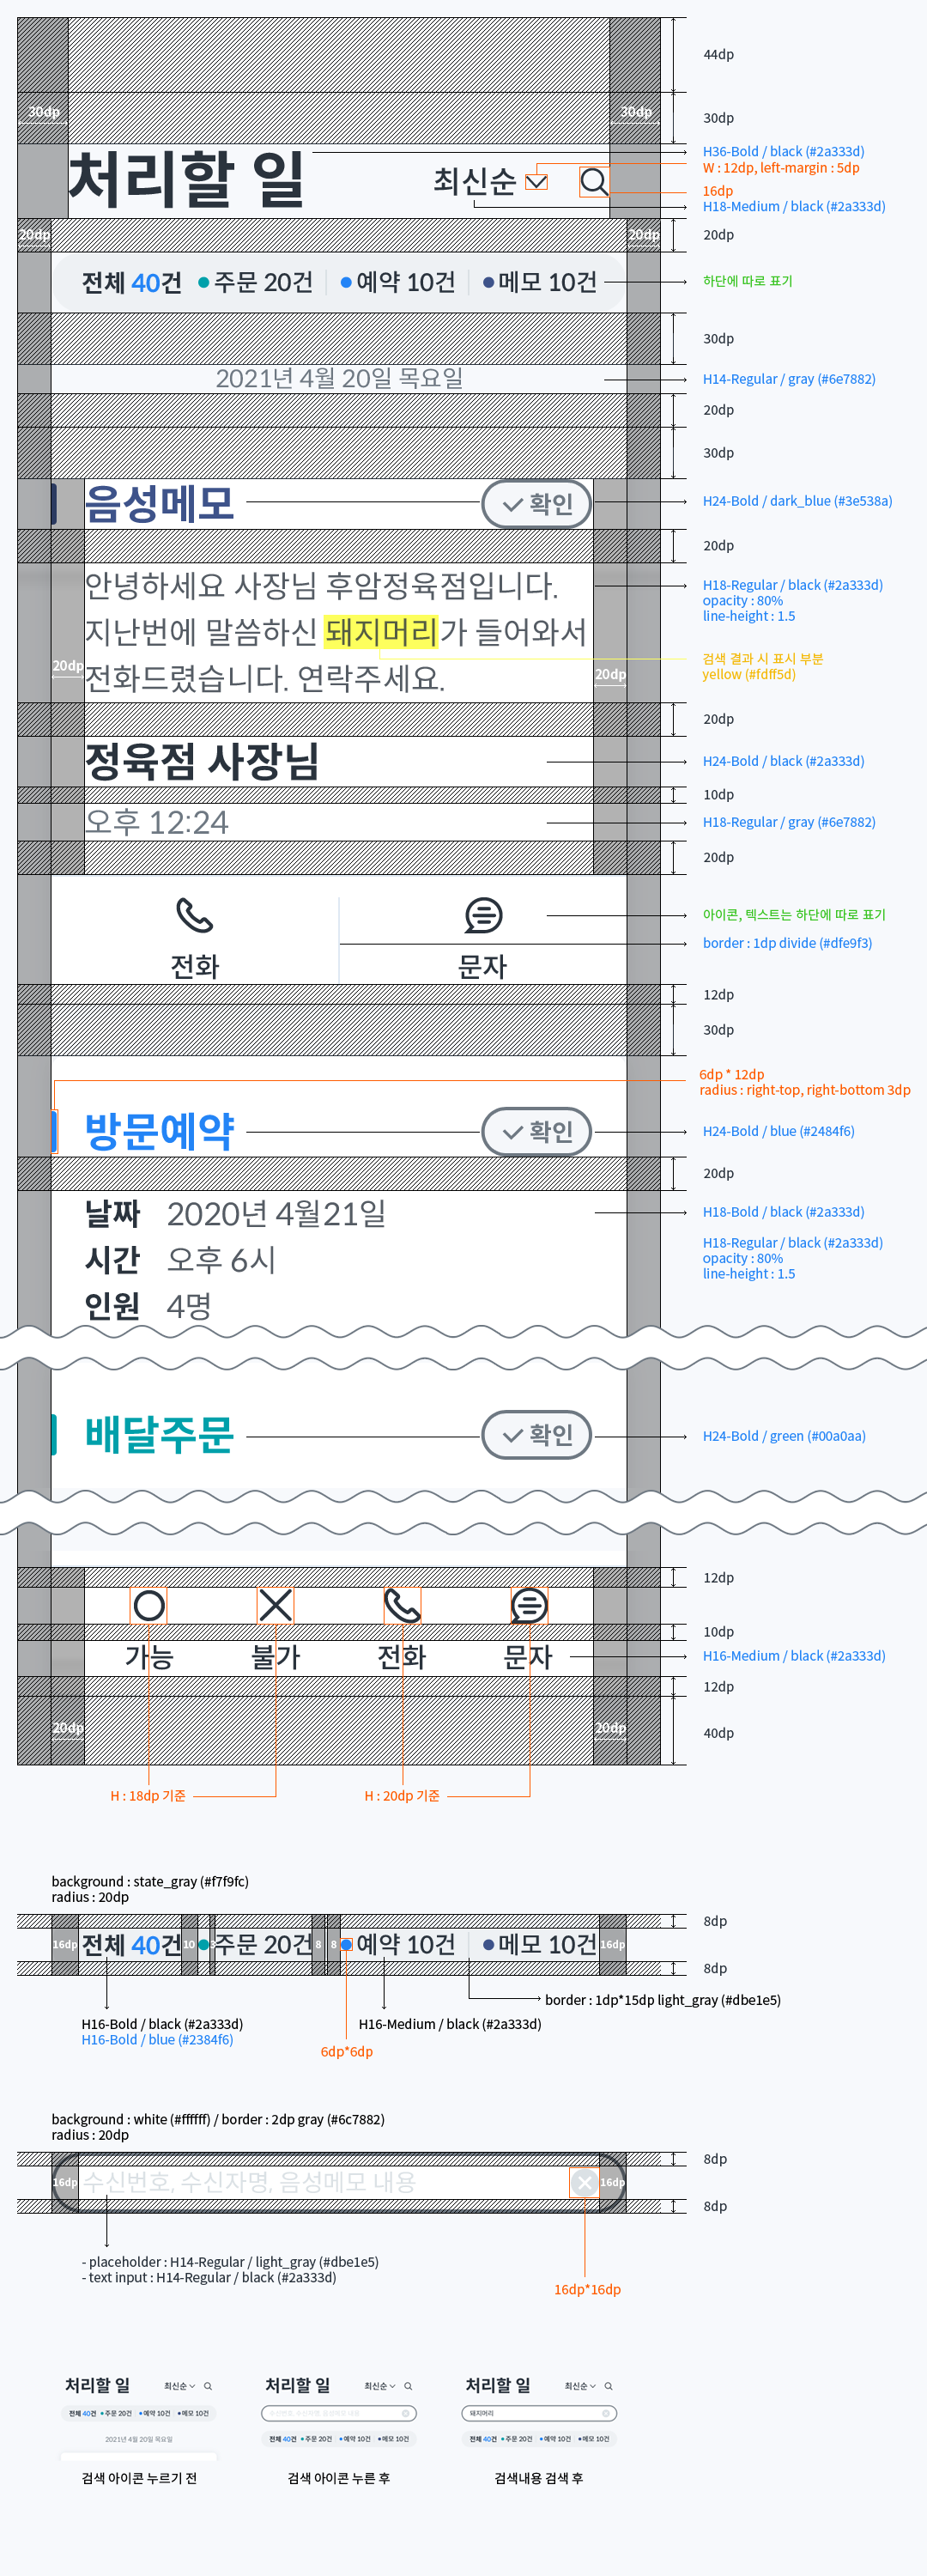 44dp
30dp
30dp
30dp
처리할 일
최신순
H36-Bold / black (#2a333d)
W : 12dp, left-margin : 5dp
16dp
H18-Medium / black (#2a333d)
20dp
20dp
20dp
전체 40건
주문 20건
예약 10건
메모 10건
하단에 따로 표기
30dp
2021년 4월 20일 목요일
H14-Regular / gray (#6e7882)
20dp
30dp
음성메모
확인
H24-Bold / dark_blue (#3e538a)
20dp
안녕하세요 사장님 후암정육점입니다.
지난번에 말씀하신 돼지머리가 들어와서
전화드렸습니다. 연락주세요.
H18-Regular / black (#2a333d)
opacity : 80%
line-height : 1.5
검색 결과 시 표시 부분
yellow (#fdff5d)
20dp
20dp
20dp
정육점 사장님
H24-Bold / black (#2a333d)
10dp
오후 12:24
H18-Regular / gray (#6e7882)
20dp
전화
문자
아이콘, 텍스트는 하단에 따로 표기
border : 1dp divide (#dfe9f3)
12dp
30dp
6dp * 12dp
radius : right-top, right-bottom 3dp
방문예약
확인
H24-Bold / blue (#2484f6)
20dp
날짜 2020년 4월21일
시간 오후 6시
인원 4명
H18-Bold / black (#2a333d)
H18-Regular / black (#2a333d)
opacity : 80%
line-height : 1.5
배달주문
확인
H24-Bold / green (#00a0aa)
12dp
10dp
가능
불가
전화
문자
H16-Medium / black (#2a333d)
12dp
20dp
20dp
40dp
H : 18dp 기준
H : 20dp 기준
background : state_gray (#f7f9fc)
radius : 20dp
8dp
16dp
전체 40건
10
3
주문 20건
8
8
예약 10건
메모 10건
16dp
8dp
border : 1dp*15dp light_gray (#dbe1e5)
H16-Bold / black (#2a333d)
H16-Bold / blue (#2384f6)
H16-Medium / black (#2a333d)
6dp*6dp
background : white (#ffffff) / border : 2dp gray (#6c7882)
radius : 20dp
8dp
16dp
수신번호, 수신자명, 음성메모 내용
16dp
8dp
- placeholder : H14-Regular / light_gray (#dbe1e5)
- text input : H14-Regular / black (#2a333d)
16dp*16dp
처리할 일
최신순
전체 40건
주문 20건
예약 10건
메모 10건
2021년 4월 20일 목요일
검색 아이콘 누르기 전
처리할 일
최신순
수신번호, 수신자명, 음성메모 내용
전체 40건
주문 20건
예약 10건
메모 10건
검색 아이콘 누른 후
처리할 일
최신순
돼지머리
전체 40건
주문 20건
예약 10건
메모 10건
검색내용 검색 후